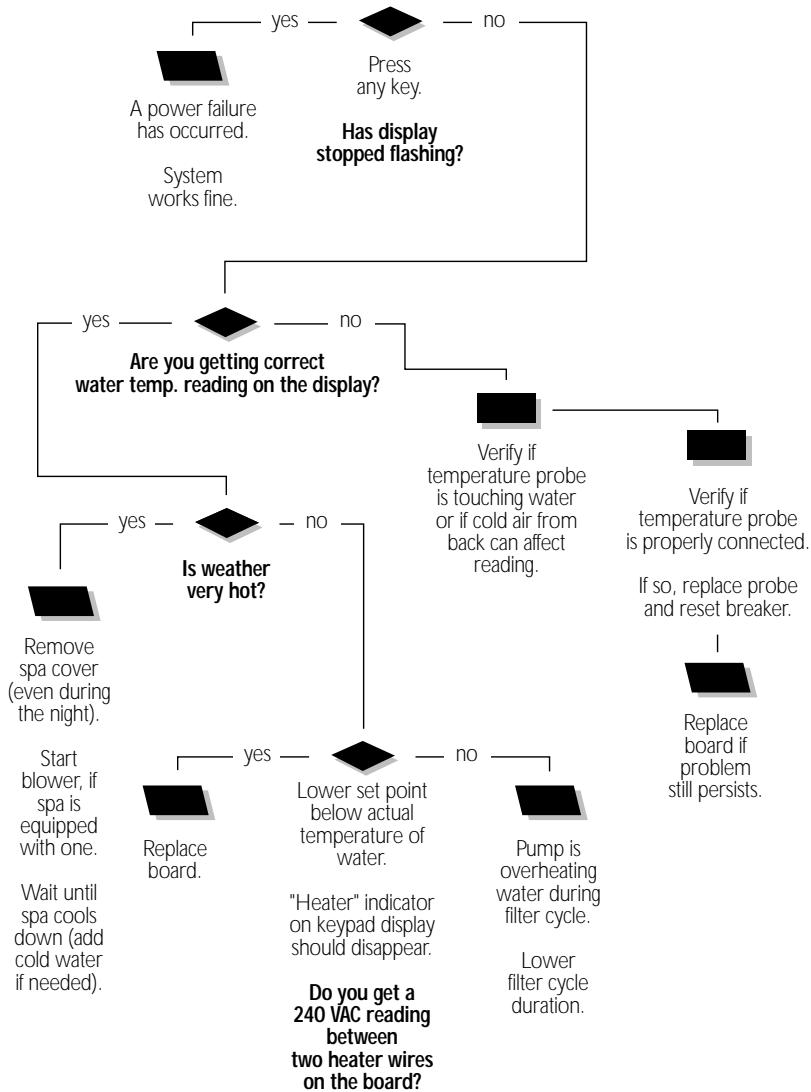 yes
no
Press
any key.
Has display
stopped flashing?
A power failure
has occurred.
System
works fine.
yes
no
Are you getting correct
water temp. reading on the display?
Verify if
temperature probe
is touching water
or if cold air from
back can affect
reading.
Verify if
temperature probe
is properly connected.
If so, replace probe
and reset breaker.
Replace
board if
problem
still persists.
yes
no
Is weather
very hot?
Remove
spa cover
(even during
the night).
Start
blower, if
spa is
equipped
with one.
Wait until
spa cools
down (add
cold water
if needed).
yes
no
Replace
board.
Lower set point
below actual
temperature of
water.
"Heater" indicator
on keypad display
should disappear.
Do you get a
240 VAC reading
between
two heater wires
on the board?
Pump is
overheating
water during
filter cycle.
Lower
filter cycle
duration.